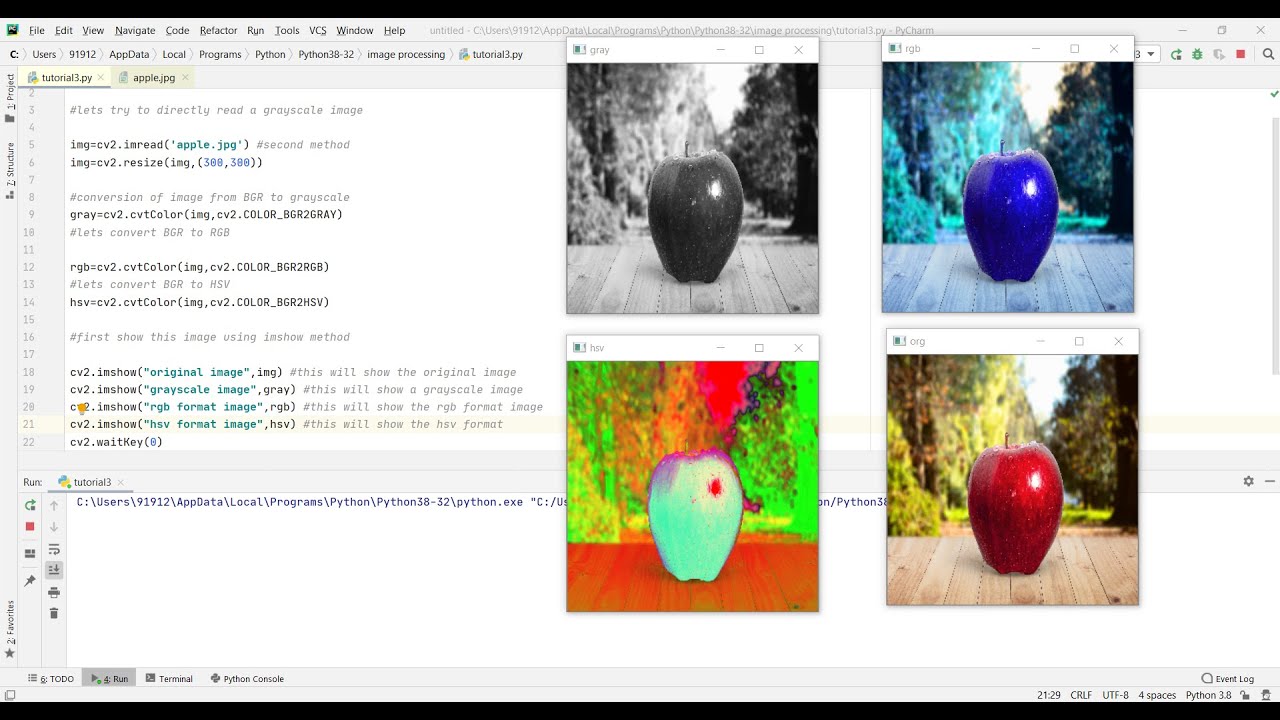 File Edit View Navigate Code Refactor Run Tools VCS Window Help untitled - C:\Users\91912\AppData\Local\Programs\Python\Python38-32\image processing\tutorial3.py - PyCharm
C: Users 91912 AppData Local Programs Python Python38-32 image processing tutorial3.py
tutorial3.py apple.jpg
1: Project
7: Structure
2: Favorites
2
3 #lets try to directly read a grayscale image
4
5 img=cv2.imread('apple.jpg') #second method
6 img=cv2.resize(img,(300,300))
7
8 #conversion of image from BGR to grayscale
9 gray=cv2.cvtColor(img,cv2.COLOR_BGR2GRAY)
10 #lets convert BGR to RGB
11
12 rgb=cv2.cvtColor(img,cv2.COLOR_BGR2RGB)
13 #lets convert BGR to HSV
14 hsv=cv2.cvtColor(img,cv2.COLOR_BGR2HSV)
15
16 #first show this image using imshow method
17
18 cv2.imshow("original image",img) #this will show the original image
19 cv2.imshow("grayscale image",gray) #this will show a grayscale image
20 cv2.imshow("rgb format image",rgb) #this will show the rgb format image
21 cv2.imshow("hsv format image",hsv) #this will show the hsv format
22 cv2.waitKey(0)
gray
rgb
hsv
org
Run: tutorial3
C:\Users\91912\AppData\Local\Programs\Python\Python38-32\python.exe "C:/Us
on/Python38
6: TODO 4: Run Terminal Python Console Event Log
21:29 CRLF UTF-8 4 spaces Python 3.8